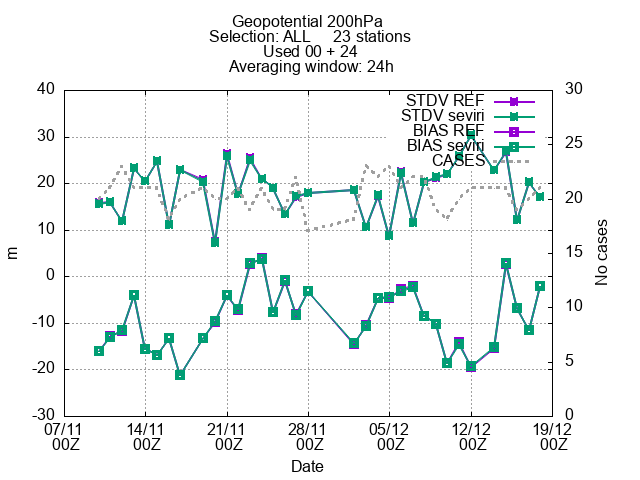 Geopotential 200hPa
Selection: ALL     23 stations
Used 00 + 24
Averaging window: 24h
40
30
20
10
0
-10
-20
-30
m
30
25
20
15
10
5
0
No cases
STDV REF
STDV seviri
BIAS REF
BIAS seviri
CASES
07/11 14/11 21/11 28/11 05/12 12/12 19/12
00Z 00Z 00Z 00Z 00Z 00Z 00Z
Date